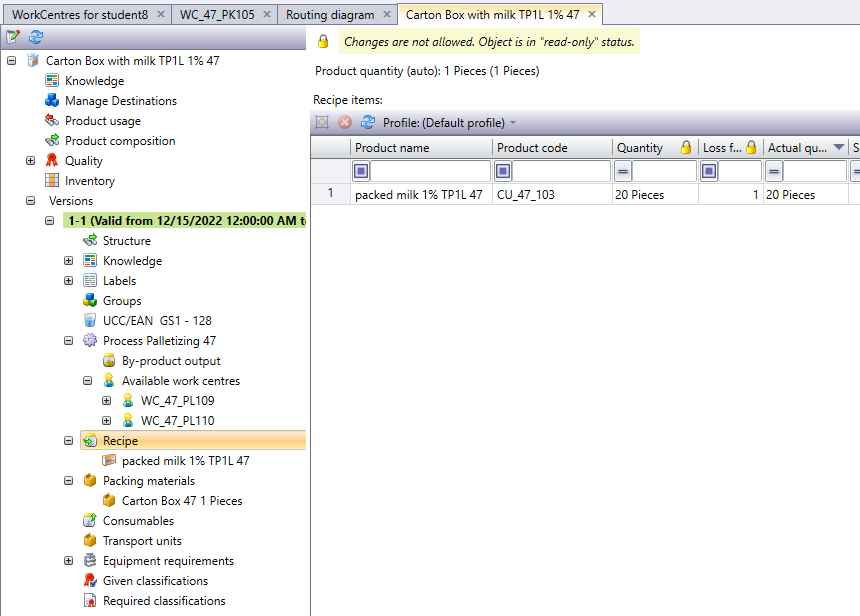 WorkCentres for student8
WC_47_PK105
Routing diagram
Carton Box with milk TP1L 1% 47
Changes are not allowed. Object is in "read-only" status.
Product quantity (auto): 1 Pieces (1 Pieces)
Recipe items:
Profile: (Default profile)
Product name
Product code
Quantity
Loss f...
Actual qu...
S
1
packed milk 1% TP1L 47
CU_47_103
20 Pieces
1
20 Pieces
Carton Box with milk TP1L 1% 47
Knowledge
Manage Destinations
Product usage
Product composition
Quality
Inventory
Versions
1-1 (Valid from 12/15/2022 12:00:00 AM t
Structure
Knowledge
Labels
Groups
UCC/EAN GS1 - 128
Process Palletizing 47
By-product output
Available work centres
WC_47_PL109
WC_47_PL110
Recipe
packed milk 1% TP1L 47
Packing materials
Carton Box 47 1 Pieces
Consumables
Transport units
Equipment requirements
Given classifications
Required classifications